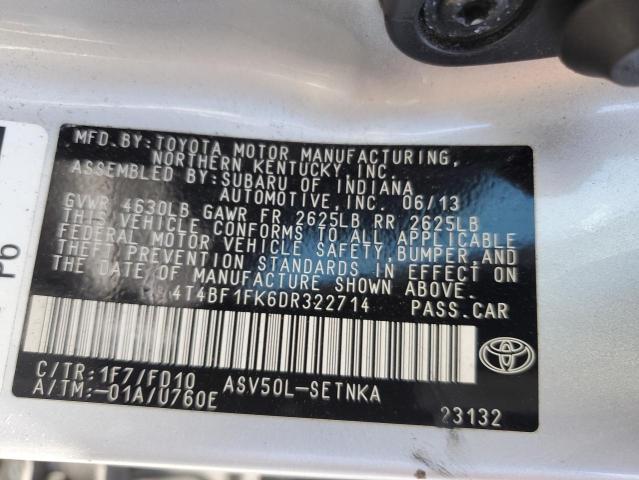 MFD. BY: TOYOTA MOTOR MANUFACTURING,
NORTHERN KENTUCKY, INC.
ASSEMBLED BY: SUBARU OF INDIANA
AUTOMOTIVE, INC. 06/13
GVWR 4630LB GAWR FR 2625LB RR 2625LB
THIS VEHICLE CONFORMS TO ALL APPLICABLE
FEDERAL MOTOR VEHICLE SAFETY, BUMPER, AND
THEFT PREVENTION STANDARDS IN EFFECT ON
THE DATE OF MANUFACTURE SHOWN ABOVE.
4T4BF1FK6DR322714 PASS.CAR
C/TR: 1F7/FD10 ASV50L-SETNKA
A/TM:-01A/U760E 23132
P6